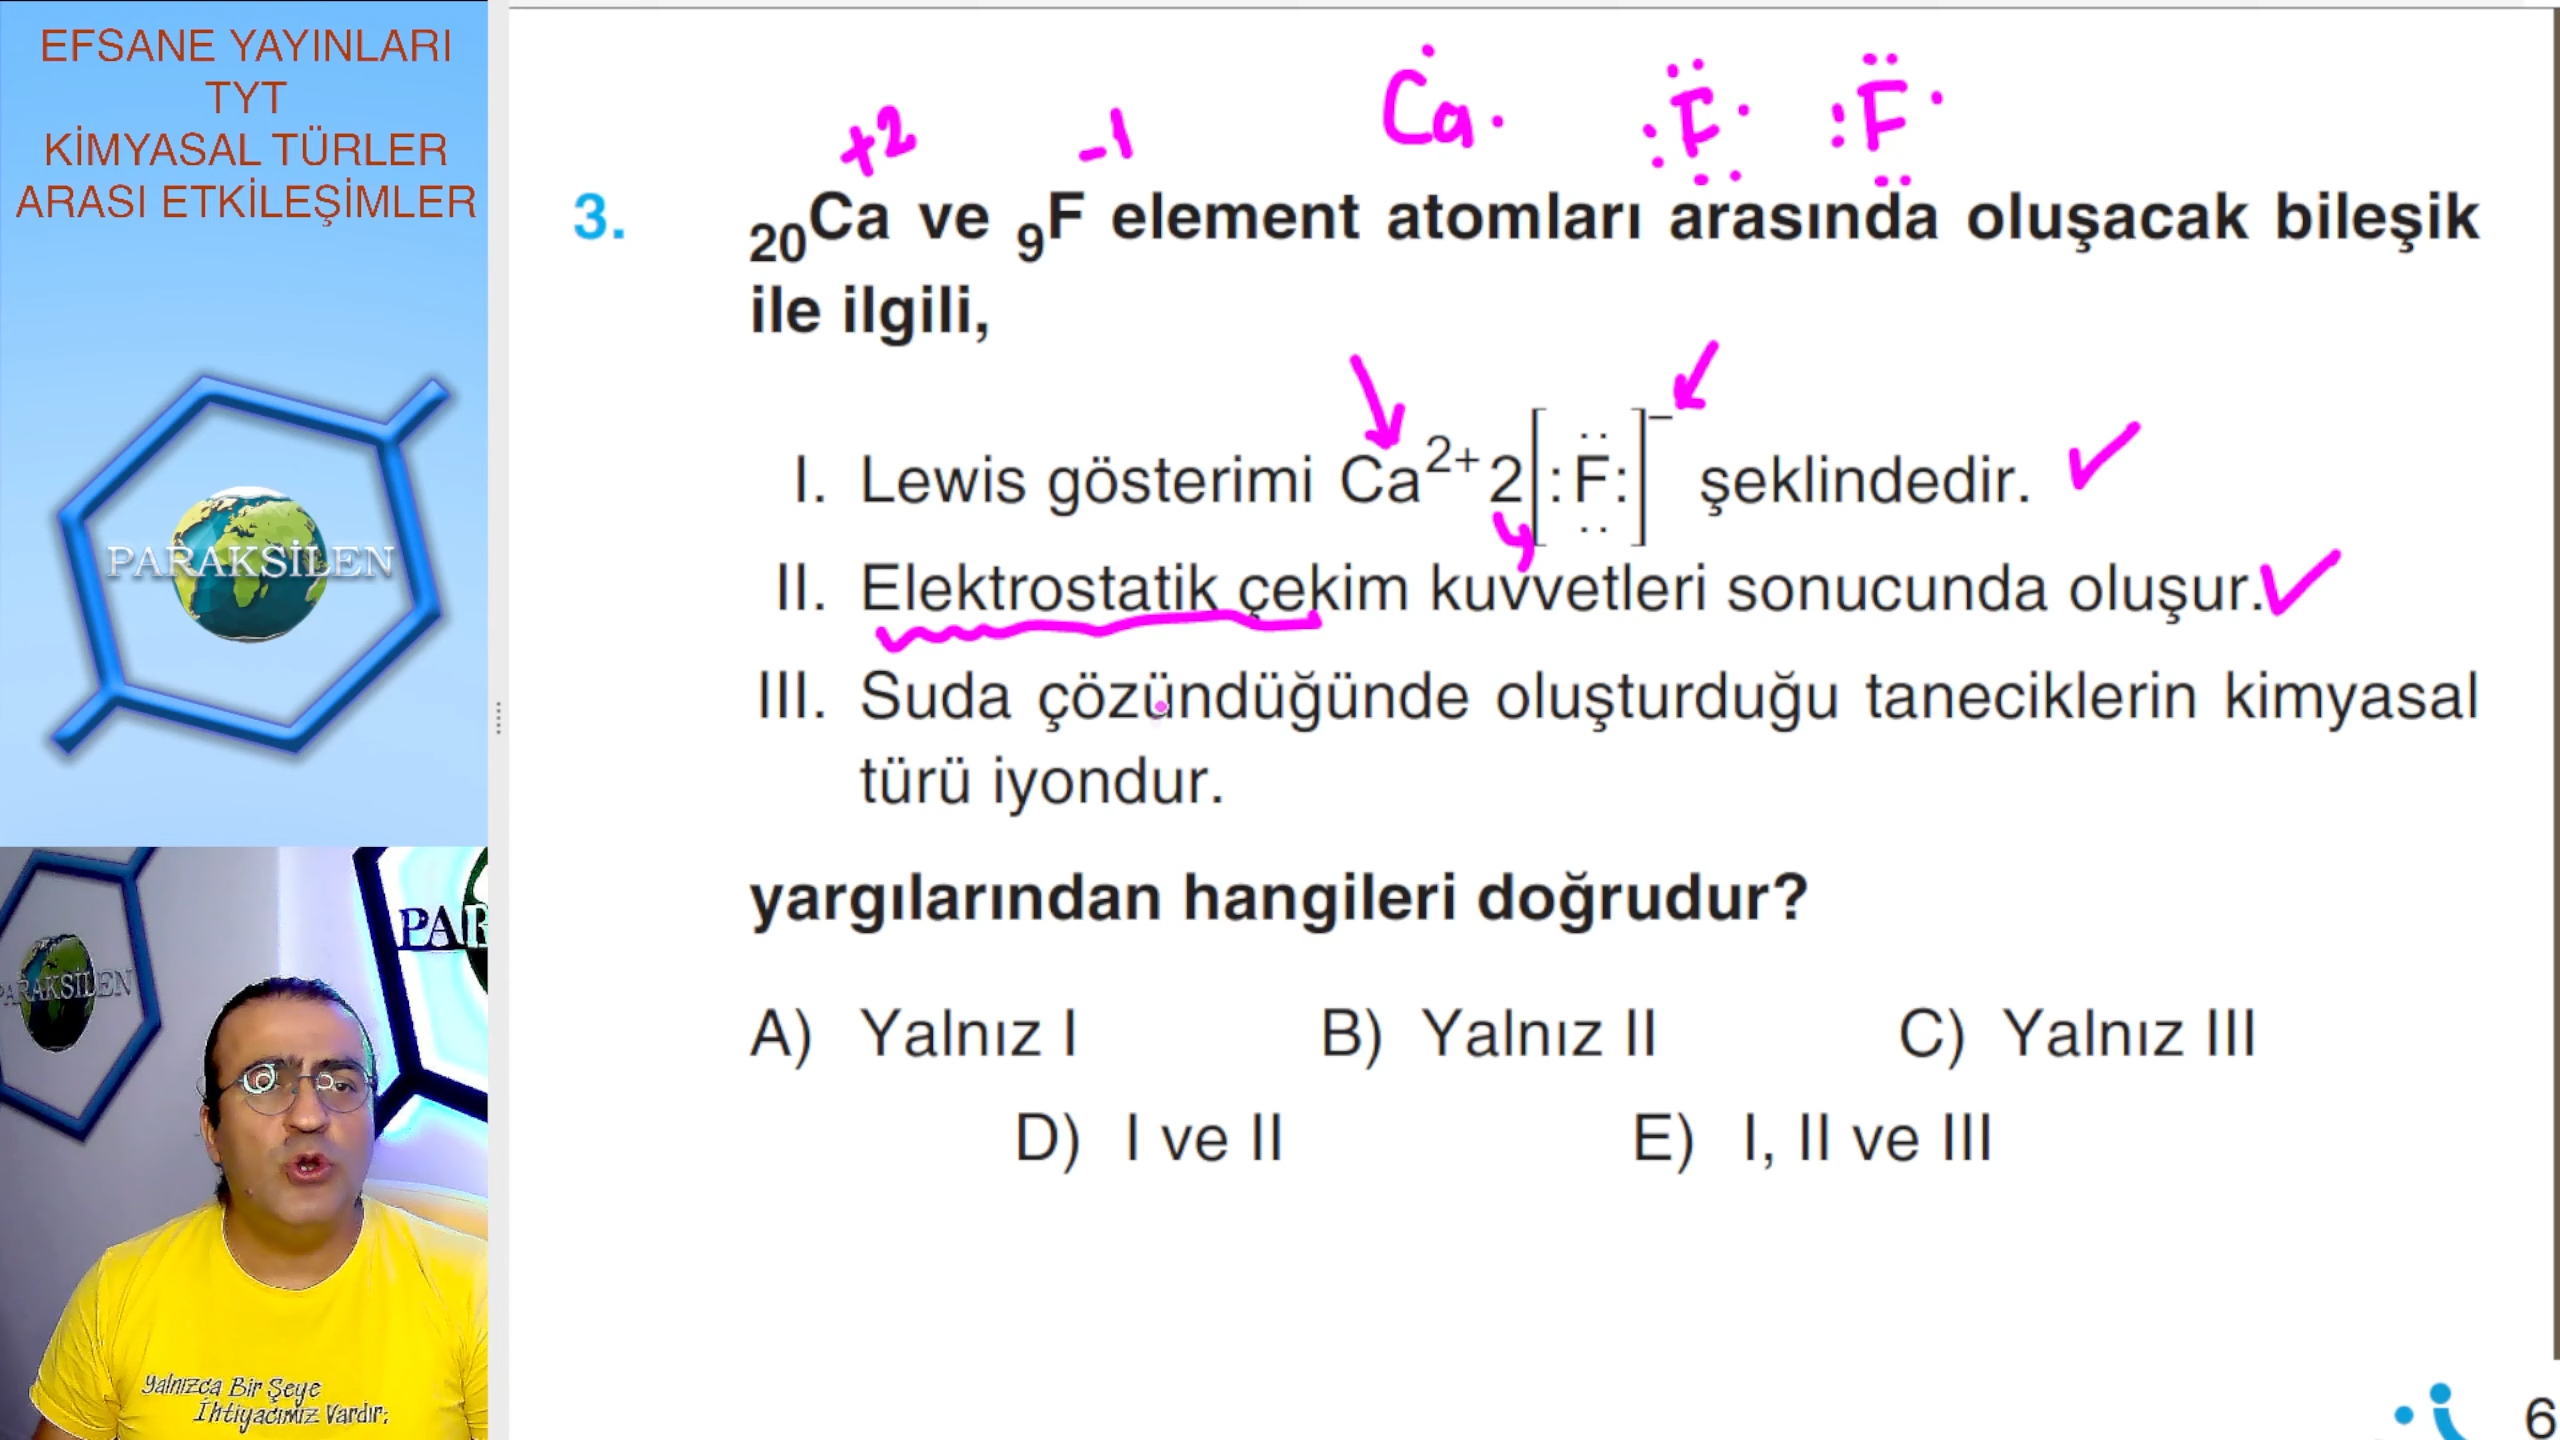 EFSANE YAYINLARI
TYT
KİMYASAL TÜRLER
ARASI ETKİLEŞİMLER
PARAKSİLEN
PARAKSİLEN
PAR
Yalnızca Bir Şeye
İhtiyacımız Vardır:
+2 -1 Ca F F
3. ₂₀Ca ve ₉F element atomları arasında oluşacak bileşik
ile ilgili,
I. Lewis gösterimi Ca²⁺ 2[:F̈:]⁻ şeklindedir.
II. Elektrostatik çekim kuvvetleri sonucunda oluşur.
III. Suda çözündüğünde oluşturduğu taneciklerin kimyasal
türü iyondur.
yargılarından hangileri doğrudur?
A) Yalnız I B) Yalnız II C) Yalnız III
D) I ve II E) I, II ve III
6